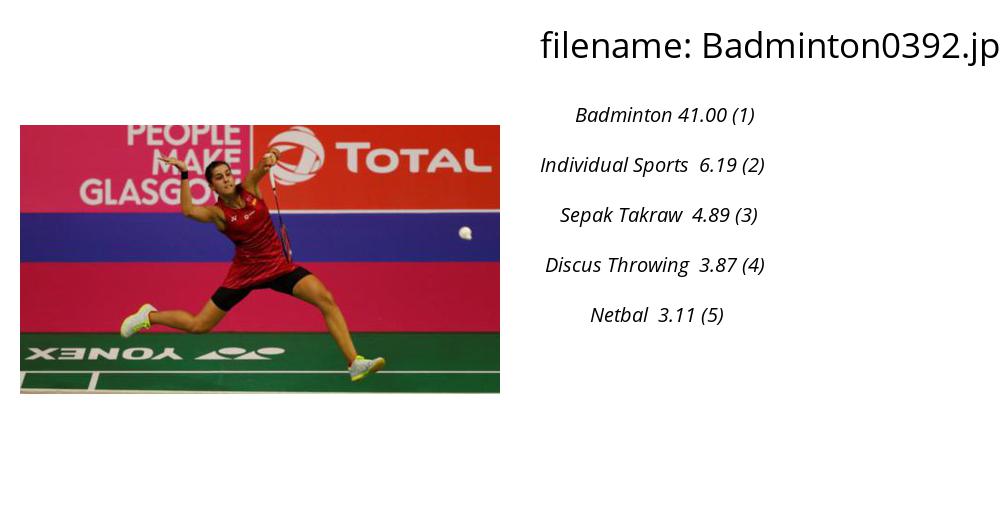 filename: Badminton0392.jp
Badminton 41.00 (1)
Individual Sports 6.19 (2)
Sepak Takraw 4.89 (3)
Discus Throwing 3.87 (4)
Netbal 3.11 (5)
PEOPLE
MAKE
GLASGO
TOTAL
YONEX